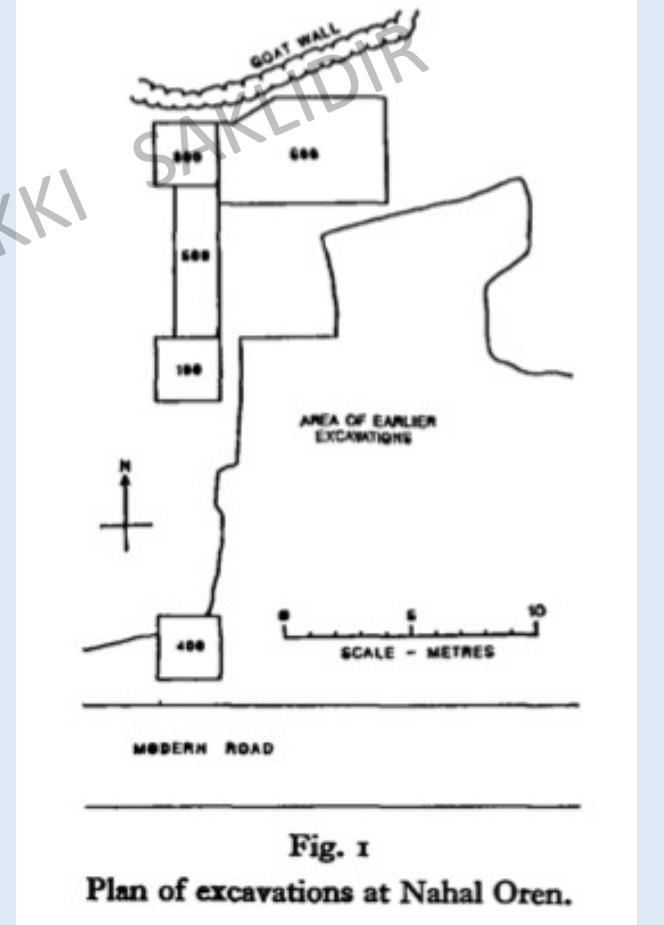 GOAT WALL
SAKLIDIR
KKI
500
100
AREA OF EARLIER
EXCAVATIONS
N
0 5 10
400
SCALE - METRES
MODERN ROAD
Fig. 1
Plan of excavations at Nahal Oren.